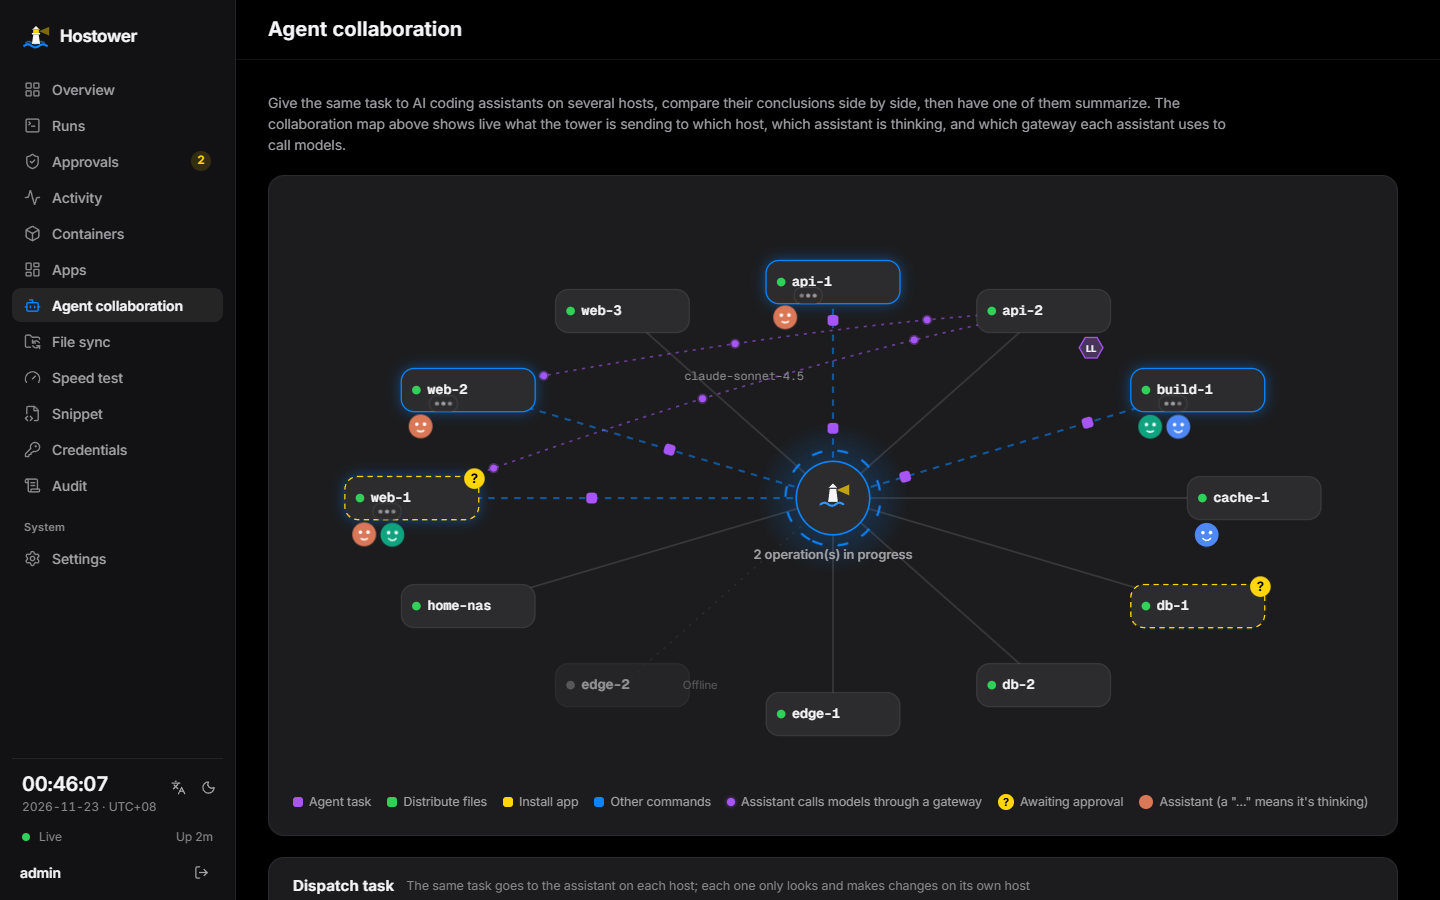 Hostower
Overview
Runs
Approvals
2
Activity
Containers
Apps
Agent collaboration
File sync
Speed test
Snippet
Credentials
Audit
System
Settings
00:46:07
2026-11-23 · UTC+08
Live
Up 2m
admin
Agent collaboration
Give the same task to AI coding assistants on several hosts, compare their conclusions side by side, then have one of them summarize. The
collaboration map above shows live what the tower is sending to which host, which assistant is thinking, and which gateway each assistant uses to
call models.
api-1
web-3
api-2
LL
claude-sonnet-4.5
web-2
build-1
?
web-1
cache-1
2 operation(s) in progress
?
home-nas
db-1
edge-2
Offline
db-2
edge-1
Agent task
Distribute files
Install app
Other commands
Assistant calls models through a gateway
?
Awaiting approval
Assistant (a "…" means it's thinking)
Dispatch task
The same task goes to the assistant on each host; each one only looks and makes changes on its own host